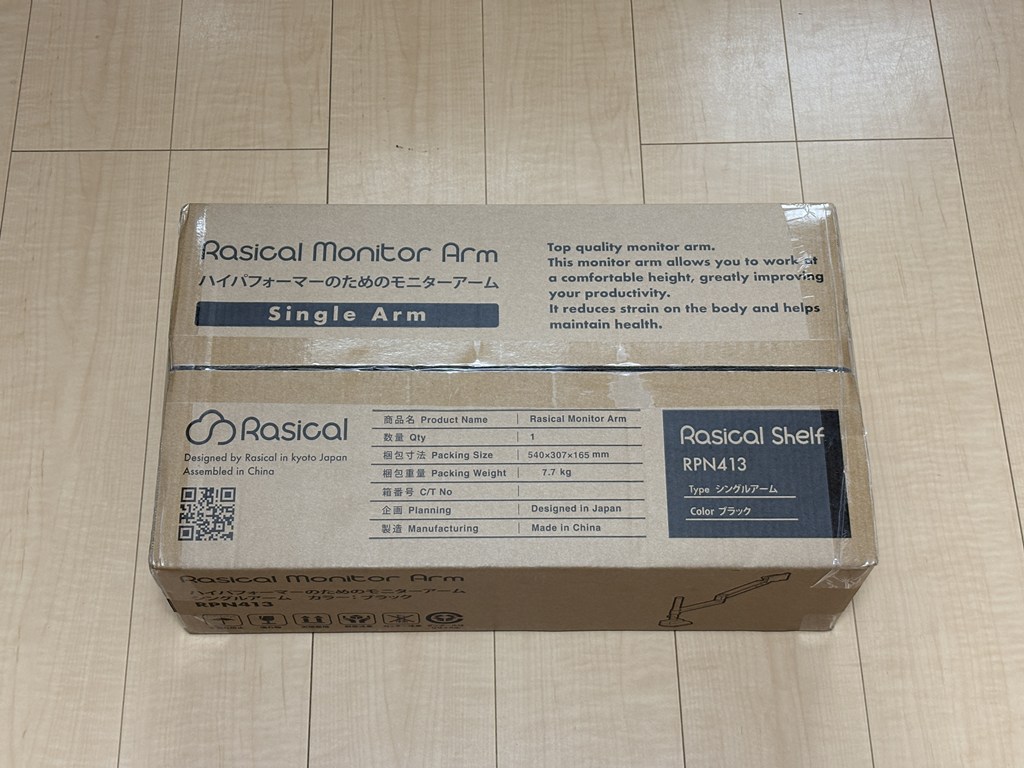 Rasical Monitor Arm
ハイパフォーマーのためのモニターアーム
Single Arm
Top quality monitor arm.
This monitor arm allows you to work at
a comfortable height, greatly improving
your productivity.
It reduces strain on the body and helps
maintain health.
Rasical
Designed by Rasical in kyoto Japan
Assembled in China
商品名 Product Name Rasical Monitor Arm
数量 Qty 1
梱包寸法 Packing Size 540×307×165 mm
梱包重量 Packing Weight 7.7 kg
箱番号 C/T No
企画 Planning Designed in Japan
製造 Manufacturing Made in China
Rasical Shelf
RPN413
Type シングルアーム
Color ブラック
Rasical Monitor Arm
ハイパフォーマーのためのモニターアーム
シングルアーム カラー：ブラック
RPN413